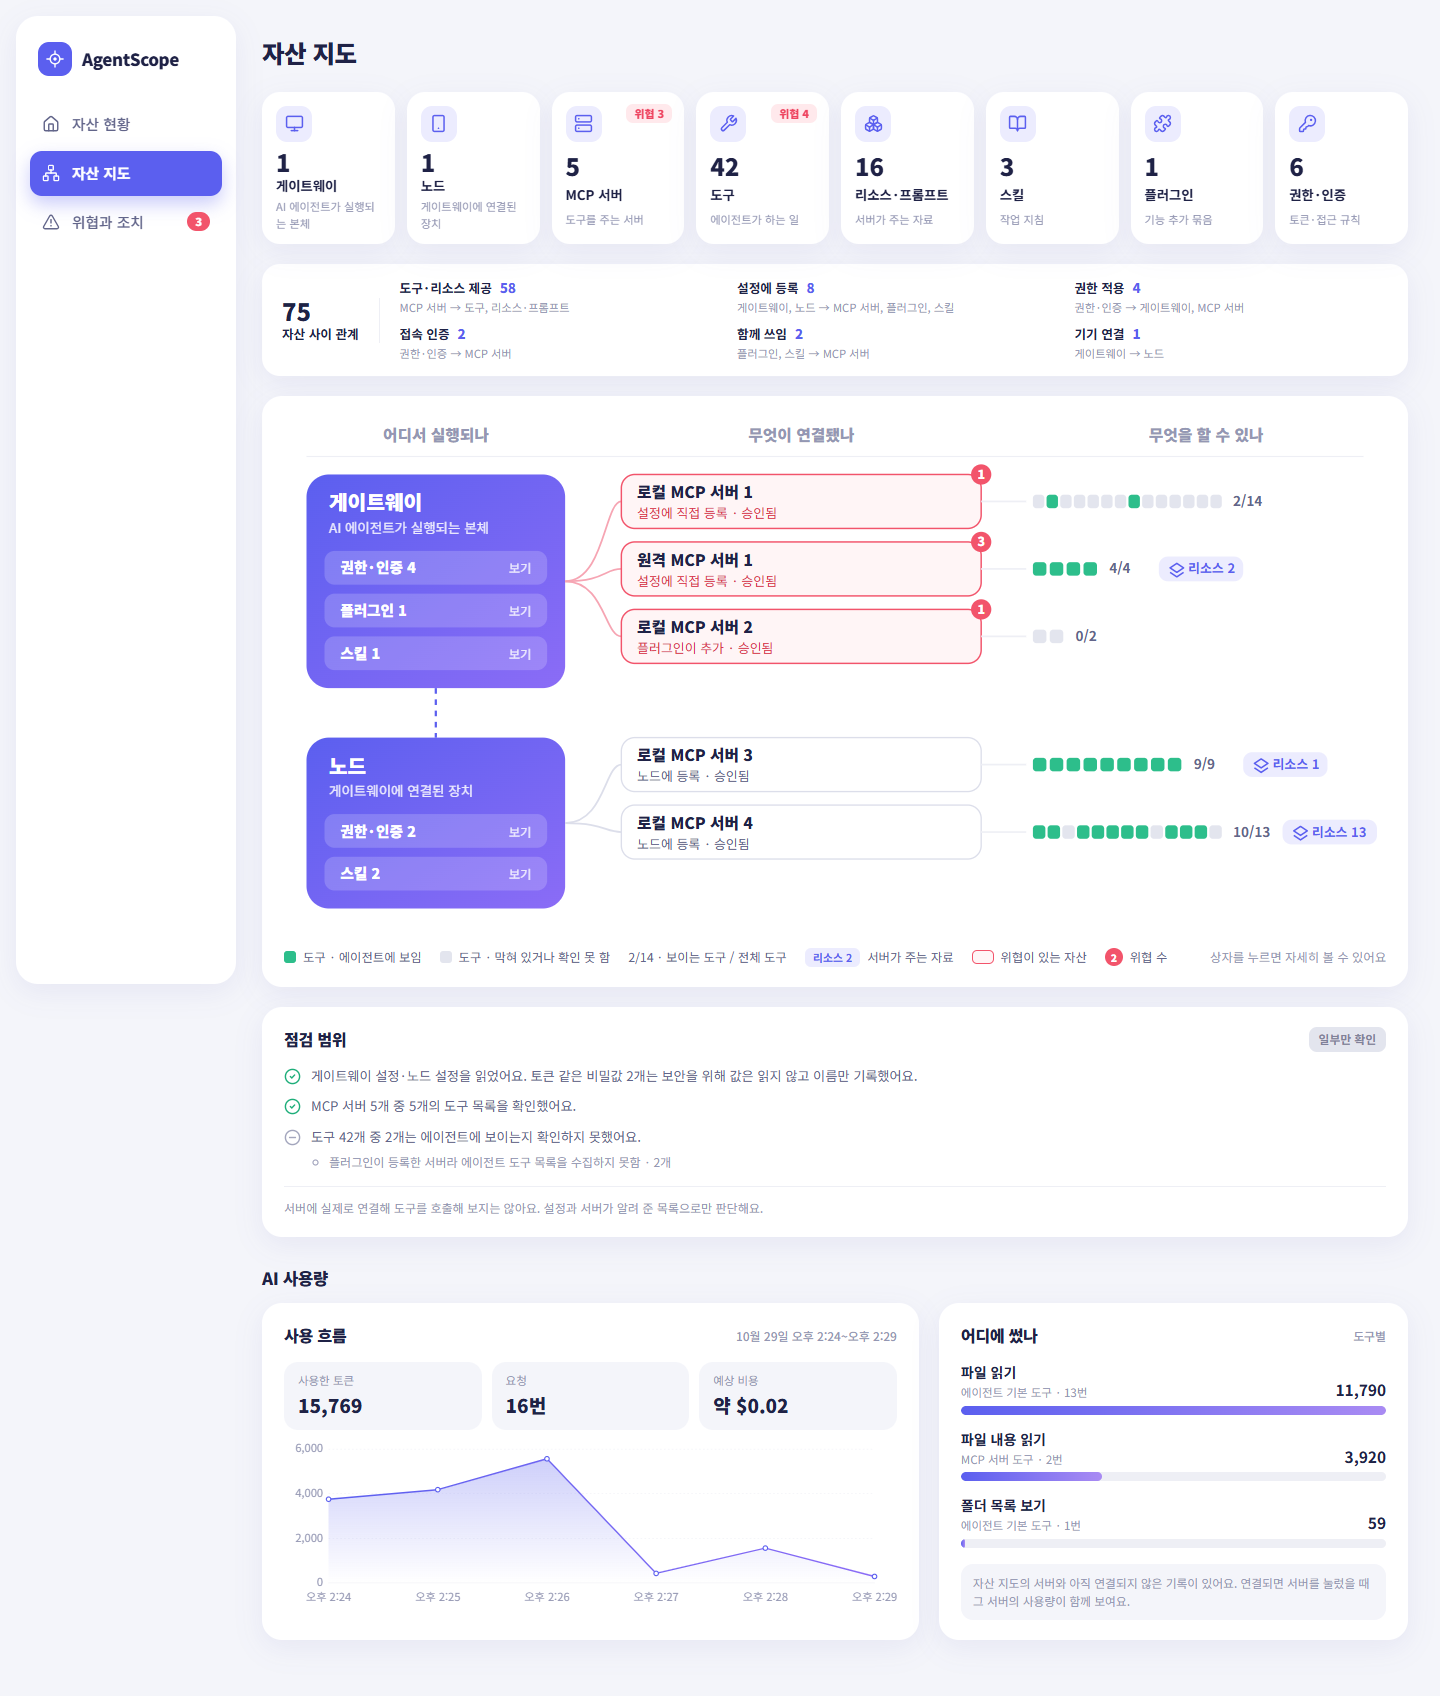 AgentScope
자산 현황
자산 지도
위협과 조치
3
자산 지도
1
게이트웨이
AI 에이전트가 실행되
는 본체
1
노드
게이트웨이에 연결된
장치
위협 3
5
MCP 서버
도구를 주는 서버
위협 4
42
도구
에이전트가 하는 일
16
리소스·프롬프트
서버가 주는 자료
3
스킬
작업 지침
1
플러그인
기능 추가 묶음
6
권한·인증
토큰·접근 규칙
75
자산 사이 관계
도구·리소스 제공 58
MCP 서버 → 도구, 리소스·프롬프트
설정에 등록 8
게이트웨이, 노드 → MCP 서버, 플러그인, 스킬
권한 적용 4
권한·인증 → 게이트웨이, MCP 서버
접속 인증 2
권한·인증 → MCP 서버
함께 쓰임 2
플러그인, 스킬 → MCP 서버
기기 연결 1
게이트웨이 → 노드
어디서 실행되나
무엇이 연결됐나
무엇을 할 수 있나
게이트웨이
AI 에이전트가 실행되는 본체
권한·인증 4 보기
플러그인 1 보기
스킬 1 보기
1
로컬 MCP 서버 1
설정에 직접 등록 · 승인됨
2/14
3
원격 MCP 서버 1
설정에 직접 등록 · 승인됨
4/4
리소스 2
1
로컬 MCP 서버 2
플러그인이 추가 · 승인됨
0/2
노드
게이트웨이에 연결된 장치
권한·인증 2 보기
스킬 2 보기
로컬 MCP 서버 3
노드에 등록 · 승인됨
9/9
리소스 1
로컬 MCP 서버 4
노드에 등록 · 승인됨
10/13
리소스 13
도구 · 에이전트에 보임
도구 · 막혀 있거나 확인 못 함
2/14 · 보이는 도구 / 전체 도구
리소스 2 서버가 주는 자료
위협이 있는 자산
2 위협 수
상자를 누르면 자세히 볼 수 있어요
점검 범위
일부만 확인
게이트웨이 설정·노드 설정을 읽었어요. 토큰 같은 비밀값 2개는 보안을 위해 값은 읽지 않고 이름만 기록했어요.
MCP 서버 5개 중 5개의 도구 목록을 확인했어요.
도구 42개 중 2개는 에이전트에 보이는지 확인하지 못했어요.
플러그인이 등록한 서버라 에이전트 도구 목록을 수집하지 못함 · 2개
서버에 실제로 연결해 도구를 호출해 보지는 않아요. 설정과 서버가 알려 준 목록으로만 판단해요.
AI 사용량
사용 흐름
10월 29일 오후 2:24~오후 2:29
사용한 토큰
15,769
요청
16번
예상 비용
약 $0.02
6,000
4,000
2,000
0
오후 2:24
오후 2:25
오후 2:26
오후 2:27
오후 2:28
오후 2:29
어디에 썼나
도구별
파일 읽기
에이전트 기본 도구 · 13번
11,790
파일 내용 읽기
MCP 서버 도구 · 2번
3,920
폴더 목록 보기
에이전트 기본 도구 · 1번
59
자산 지도의 서버와 아직 연결되지 않은 기록이 있어요. 연결되면 서버를 눌렀을 때
그 서버의 사용량이 함께 보여요.